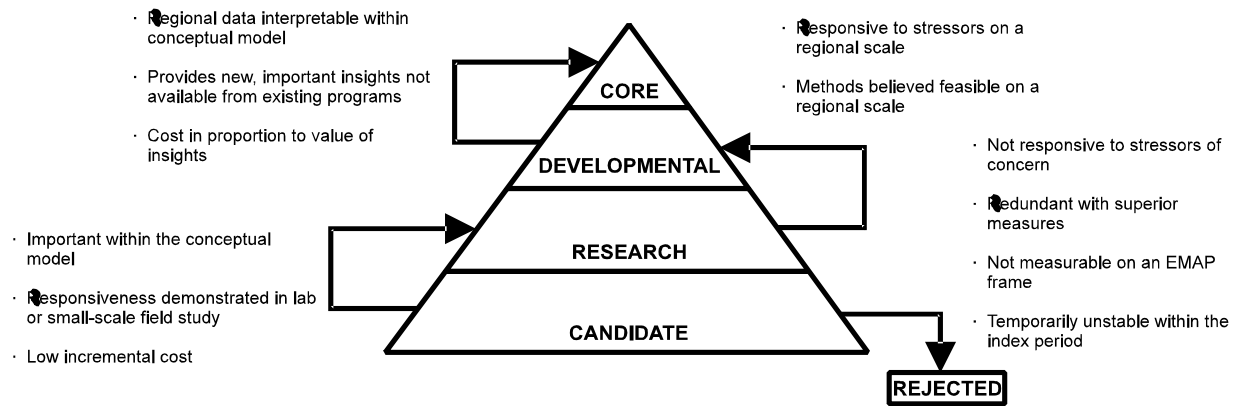 · Regional data interpretable within
conceptual model
· Provides new, important insights not
available from existing programs
· Cost in proportion to value of
insights
· Responsive to stressors on a
regional scale
· Methods believed feasible on a
regional scale
CORE
DEVELOPMENTAL
· Not responsive to stressors of
concern
· Redundant with superior
measures
· Not measurable on an EMAP
frame
· Temporarily unstable within the
index period
· Important within the conceptual
model
· Responsiveness demonstrated in lab
or small-scale field study
· Low incremental cost
RESEARCH
CANDIDATE
REJECTED